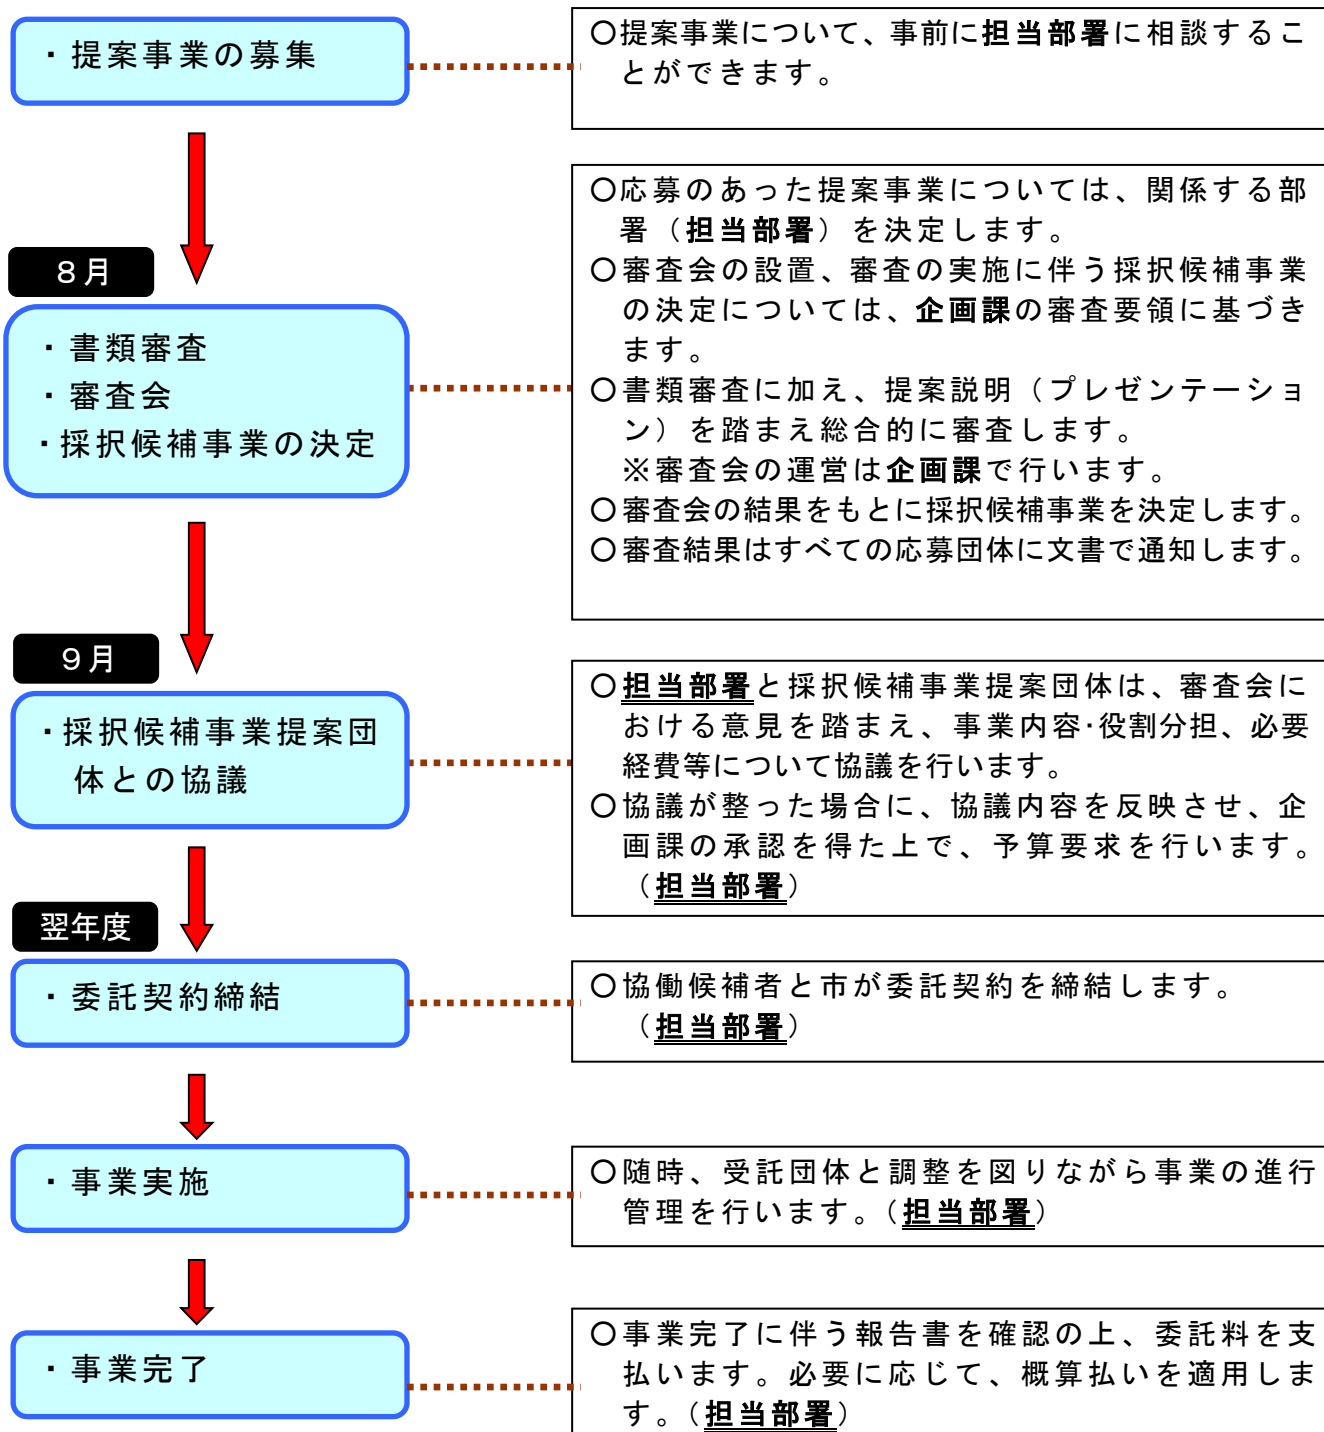 ・提案事業の募集
〇提案事業について、事前に担当部署に相談するこ
とができます。
８月
・書類審査
・審査会
・採択候補事業の決定
〇応募のあった提案事業については、関係する部
署（担当部署）を決定します。
〇審査会の設置、審査の実施に伴う採択候補事業
の決定については、企画課の審査要領に基づき
ます。
〇書類審査に加え、提案説明（プレゼンテーショ
ン）を踏まえ総合的に審査します。
※審査会の運営は企画課で行います。
〇審査会の結果をもとに採択候補事業を決定します。
〇審査結果はすべての応募団体に文書で通知します。
９月
・採択候補事業提案団
体との協議
〇担当部署と採択候補事業提案団体は、審査会に
おける意見を踏まえ、事業内容・役割分担、必要
経費等について協議を行います。
〇協議が整った場合に、協議内容を反映させ、企
画課の承認を得た上で、予算要求を行います。
（担当部署）
翌年度
・委託契約締結
〇協働候補者と市が委託契約を締結します。
（担当部署）
・事業実施
〇随時、受託団体と調整を図りながら事業の進行
管理を行います。（担当部署）
・事業完了
〇事業完了に伴う報告書を確認の上、委託料を支
払います。必要に応じて、概算払いを適用しま
す。（担当部署）